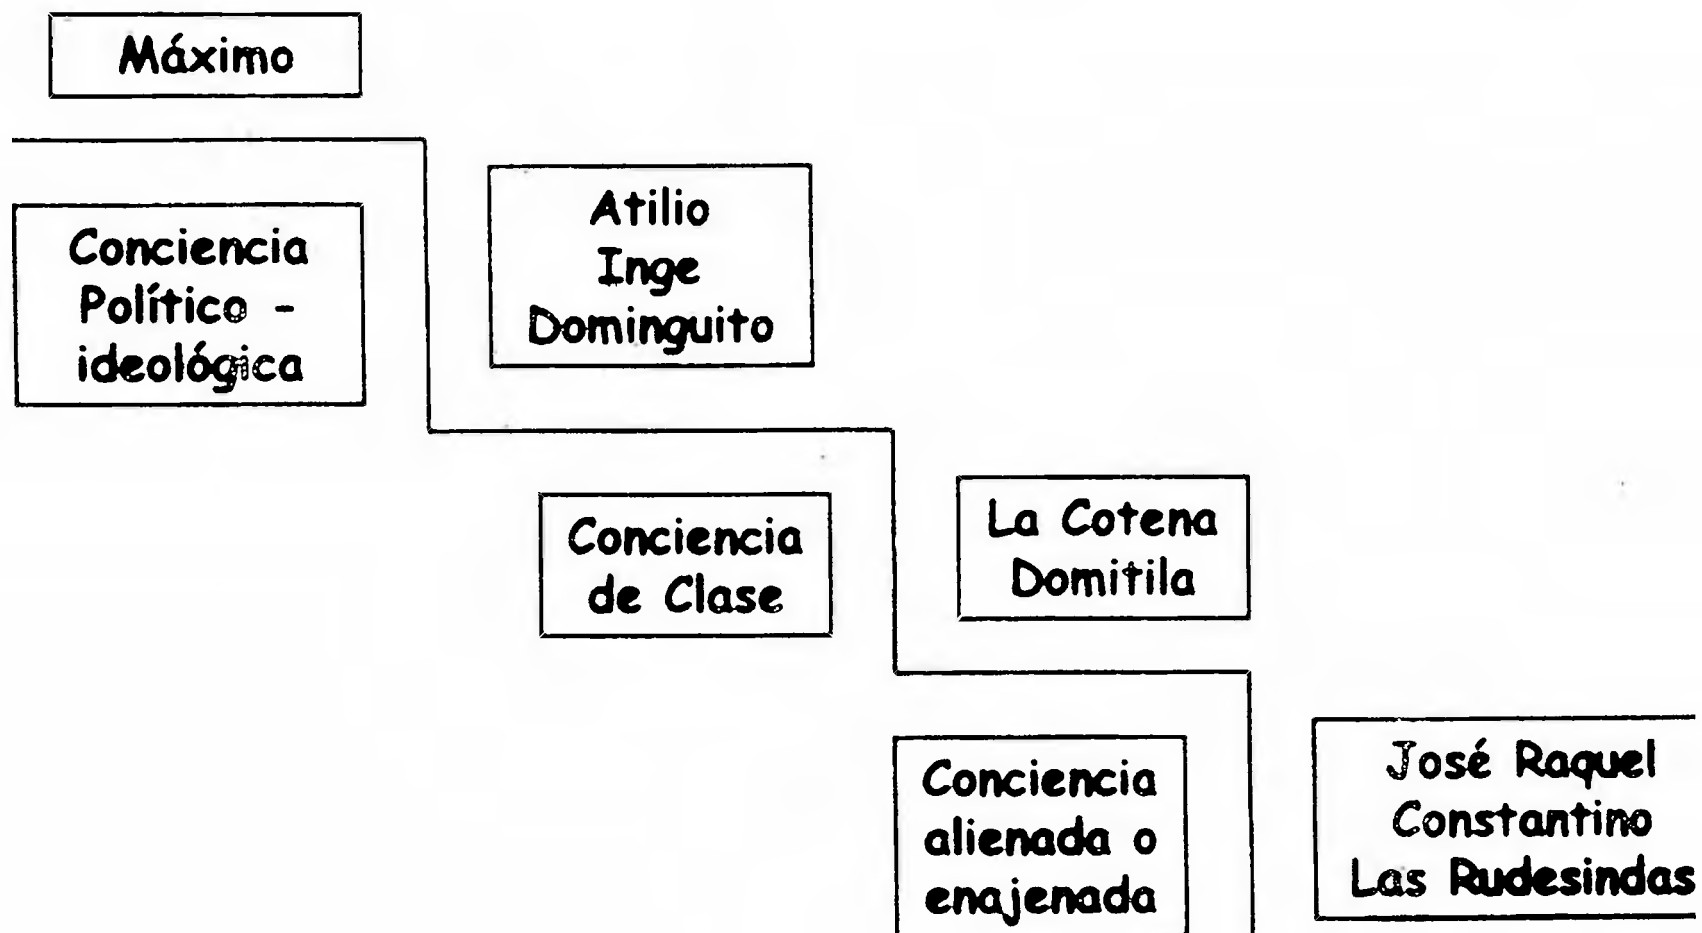 Máximo
Conciencia
Político -
ideológica
Atilio
Inge
Dominguito
Conciencia
de Clase
La Cotena
Domitila
Conciencia
alienada o
enajenada
José Raquel
Constantino
Las Rudesindas